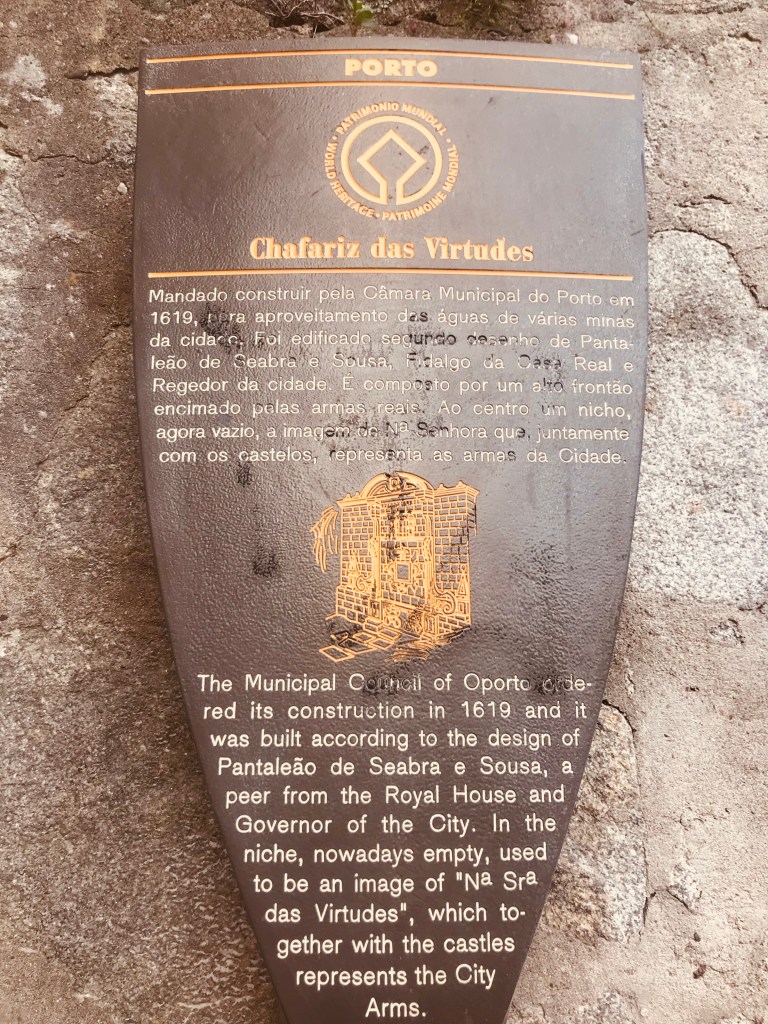 PORTO
PATRIMONIO MUNDIAL • WORLD HERITAGE • PATRIMOINE MONDIAL •
Chafariz das Virtudes
Mandado construir pela Câmara Municipal do Porto em
1619, para aproveitamento das águas de várias minas
da cidade. Foi edificado segundo desenho de Panta-
leão de Seabra e Sousa, Fidalgo da Casa Real e
Regedor da cidade. É composto por um alto frontão
encimado pelas armas reais. Ao centro um nicho,
agora vazio, a imagem de Nª Senhora que, juntamente
com os castelos, representa as armas da Cidade.
The Municipal Council of Oporto orde-
red its construction in 1619 and it
was built according to the design of
Pantaleão de Seabra e Sousa, a
peer from the Royal House and
Governor of the City. In the
niche, nowadays empty, used
to be an image of "Nª Srª
das Virtudes", which to-
gether with the castles
represents the City
Arms.